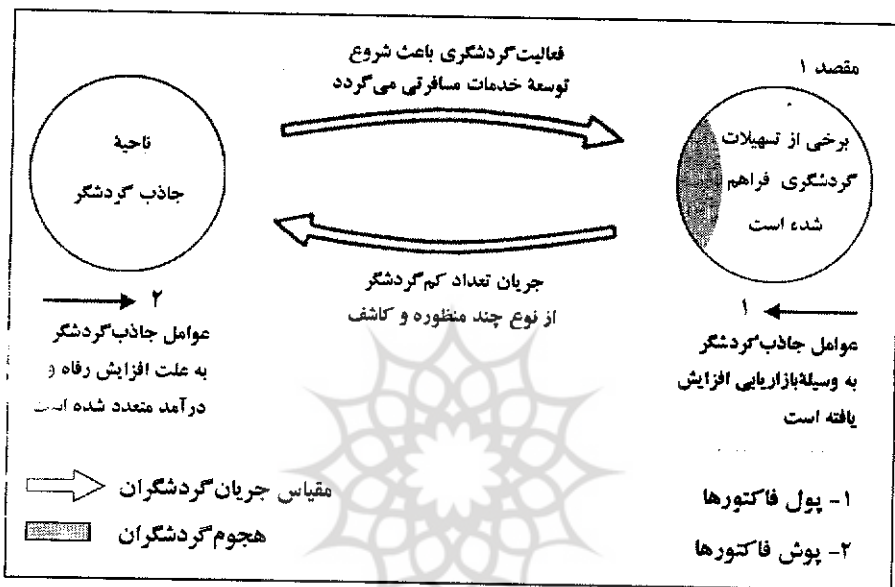 فعالیت‌گردشگری باعث شروع
توسعهٔ خدمات مسافرتی می‌گردد
مقصد ۱
برخی از تسهیلات
گردشگری فراهم
شده است
ناحیهٔ
جاذب گردشگر
جریان تعداد کم‌گردشگر
از نوع چند منظوره و کاشف
۱
عوامل جاذب‌گردشگر
به وسیلهٔ‌بازاریابی افزایش
یافته است
۲
عوامل جاذب‌گردشگر
به علت افزایش رفاه و
درآمد متعدد شده است
مقیاس جریان‌گردشگران
هجوم‌گردشگران
۱- پول فاکتورها
۲- پوش فاکتورها